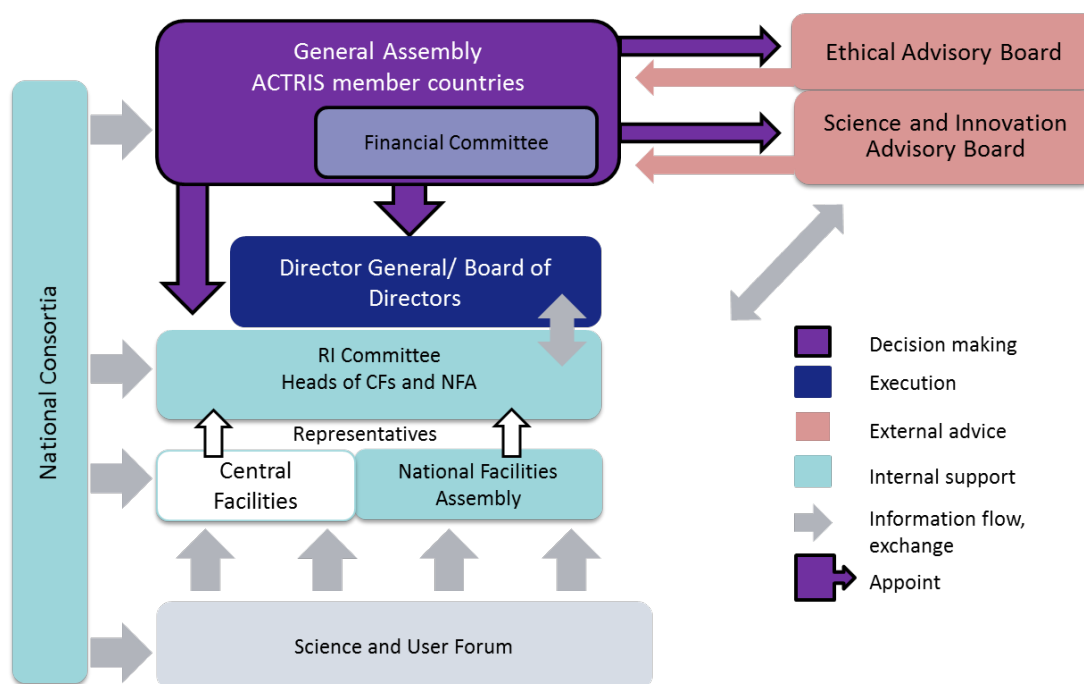 General Assembly
ACTRIS member countries
Financial Committee
Ethical Advisory Board
Science and Innovation
Advisory Board
National Consortia
Director General/ Board of
Directors
RI Committee
Heads of CFs and NFA
Representatives
Central
Facilities
National Facilities
Assembly
Science and User Forum
Decision making
Execution
External advice
Internal support
Information flow,
exchange
Appoint